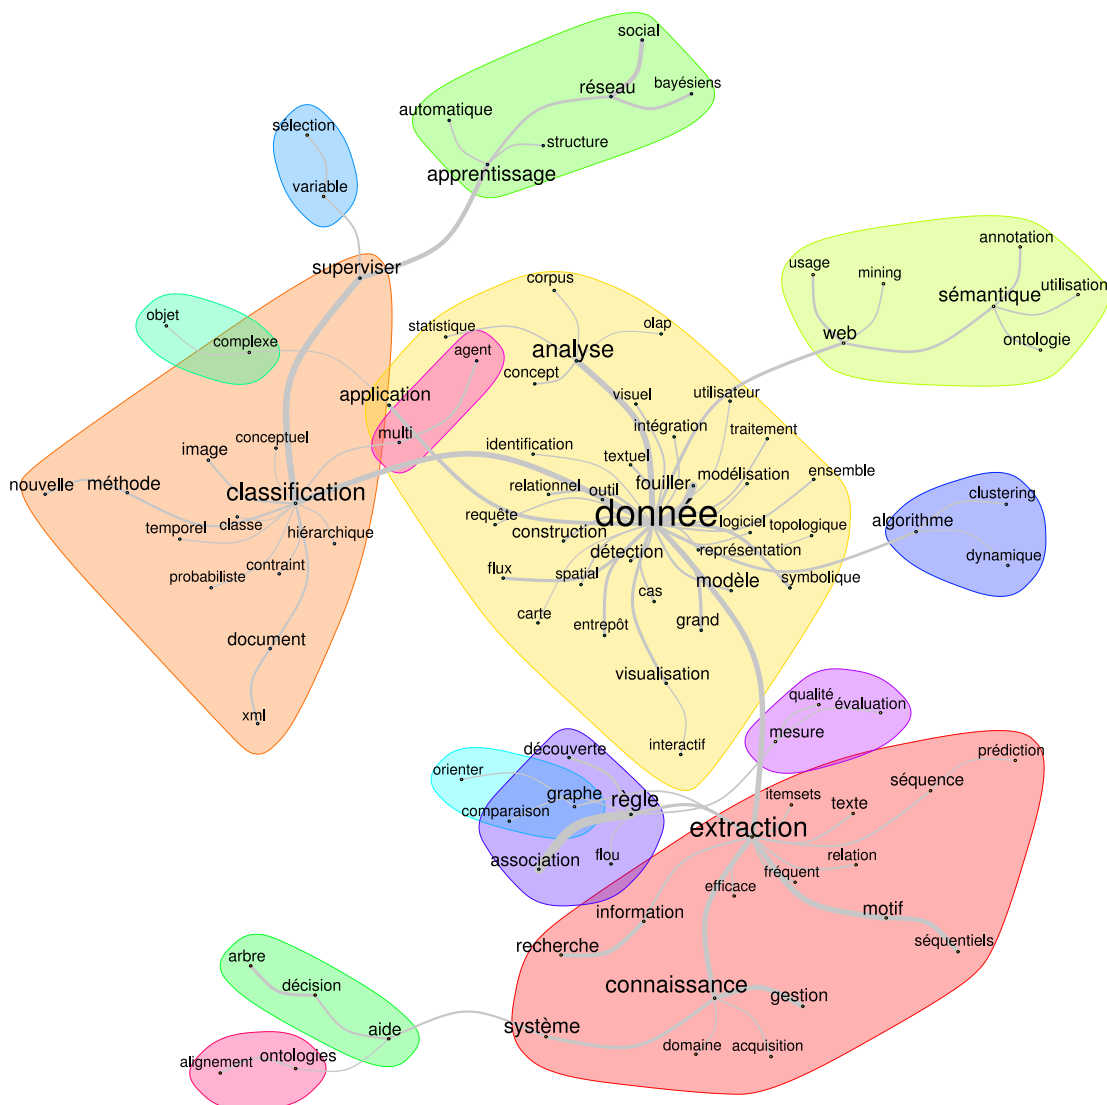 social
réseau
bayésiens
automatique
structure
apprentissage
sélection
variable
superviser
annotation
usage
mining
sémantique
utilisation
web
ontologie
objet
complexe
corpus
statistique
olap
agent
analyse
concept
application
visuel
utilisateur
multi
intégration
traitement
conceptuel
identification
image
textuel
fouiller
modélisation
ensemble
nouvelle
méthode
classification
relationnel
outil
donnée
clustering
temporel
classe
hiérarchique
requête
construction
logiciel
topologique
algorithme
détection
représentation
dynamique
probabiliste
contraint
flux
spatial
cas
modèle
symbolique
carte
entrepôt
grand
document
visualisation
xml
interactif
qualité
évaluation
mesure
découverte
orienter
graphe
règle
comparaison
association
flou
prédiction
séquence
itemsets
texte
extraction
relation
fréquent
efficace
information
motif
recherche
séquentiels
connaissance
gestion
système
domaine
acquisition
arbre
décision
aide
alignement
ontologies